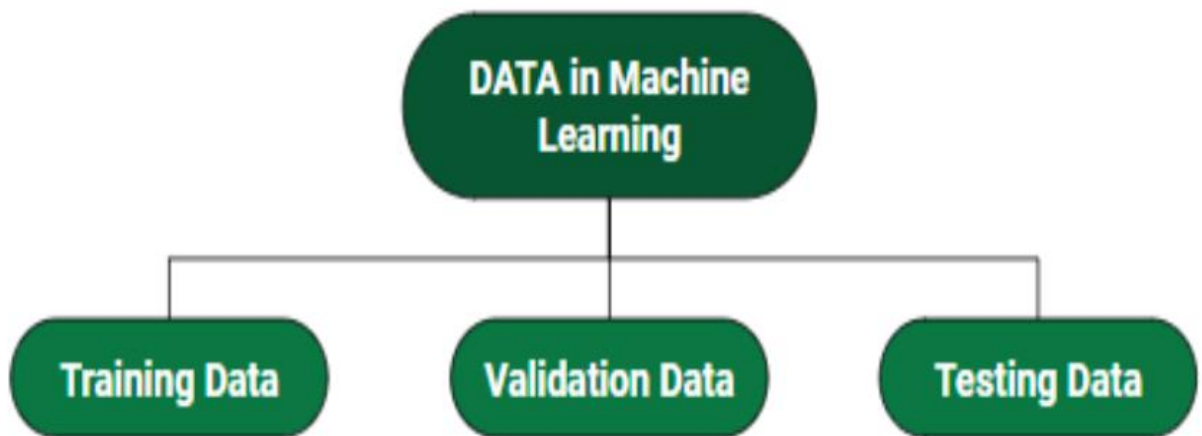 DATA in Machine
Learning
Training Data
Validation Data
Testing Data